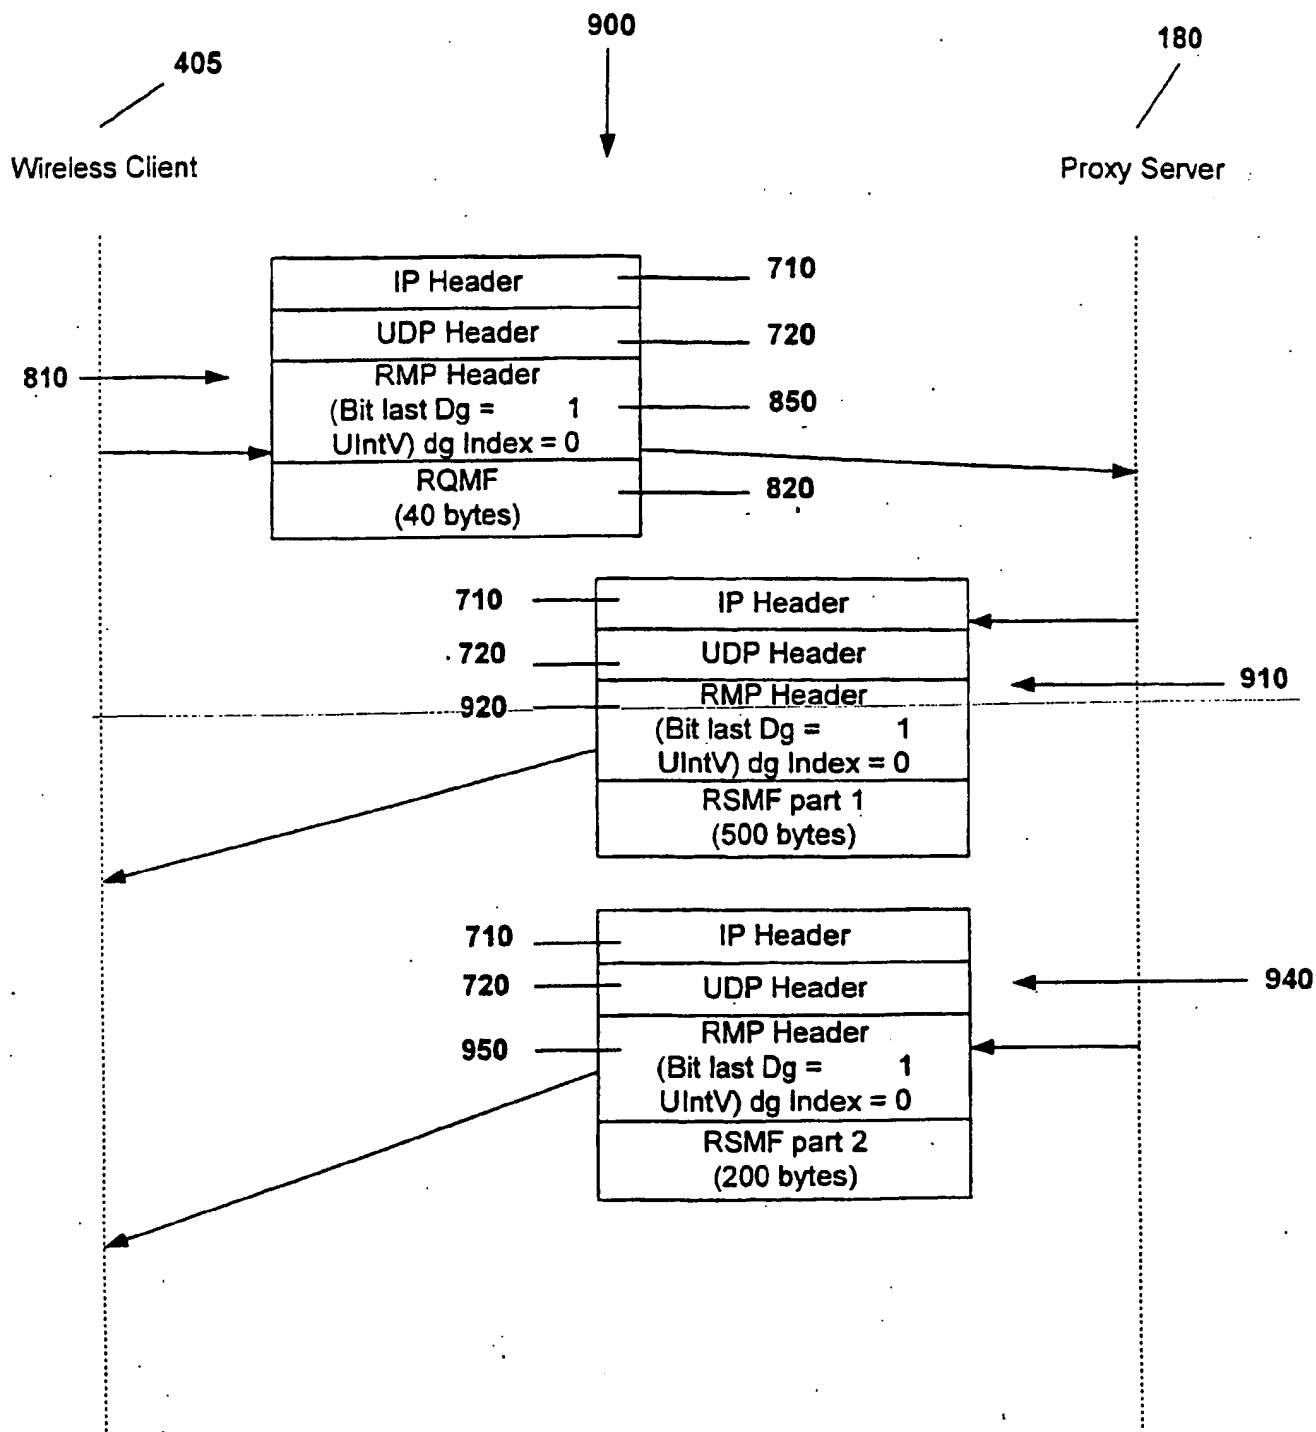 900
180
405
Wireless Client
Proxy Server
IP Header
710
UDP Header
720
810
RMP Header
(Bit last Dg = 1
850
UIntV) dg Index = 0
RQMF
820
(40 bytes)
710
IP Header
720
UDP Header
910
920
RMP Header
(Bit last Dg = 1
UIntV) dg Index = 0
RSMF part 1
(500 bytes)
710
IP Header
720
UDP Header
940
950
RMP Header
(Bit last Dg = 1
UIntV) dg Index = 0
RSMF part 2
(200 bytes)